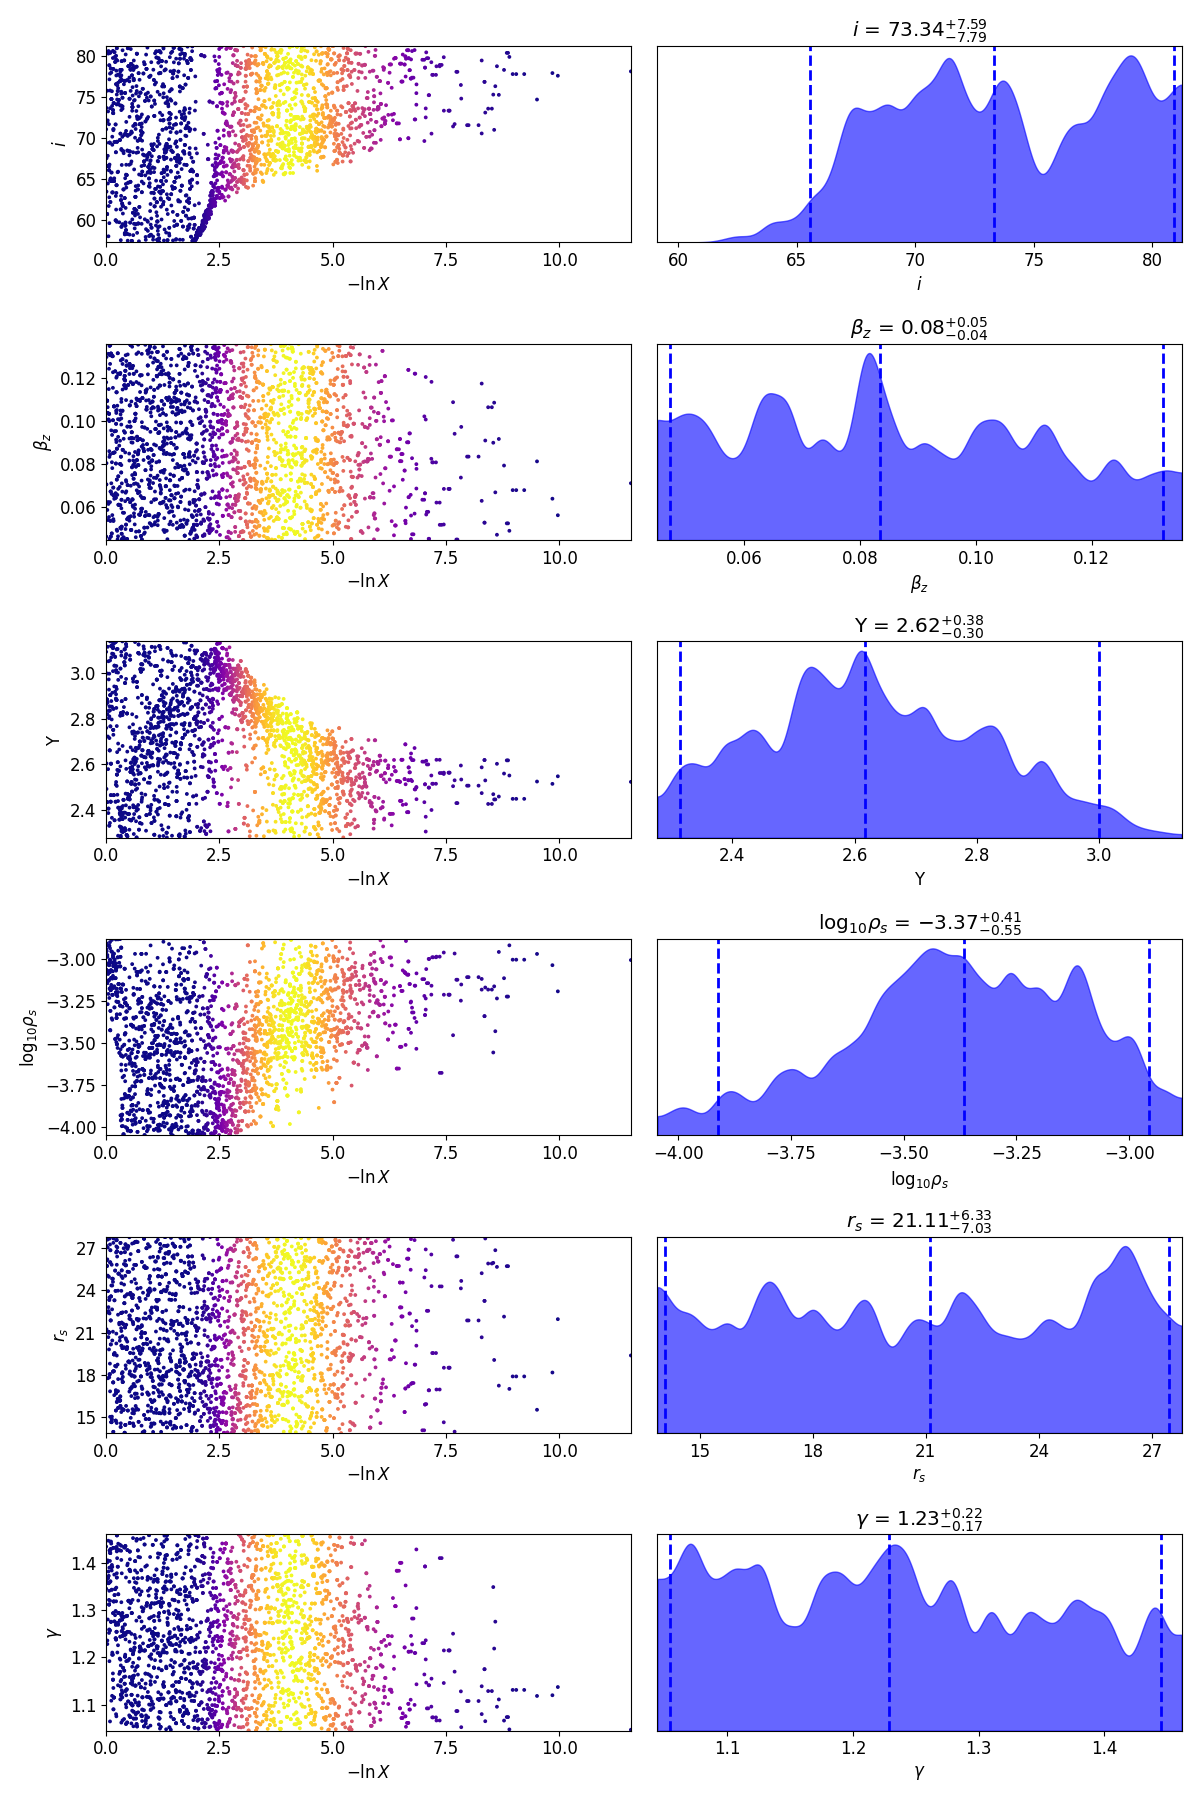 i = 73.34 +7.59 −7.79
80
75
70
65
60
i
0.0 2.5 5.0 7.5 10.0
−ln X
60 65 70 75 80
i
β_z = 0.08 +0.05 −0.04
0.12
0.10
0.08
0.06
β_z
0.0 2.5 5.0 7.5 10.0
−ln X
0.06 0.08 0.10 0.12
β_z
Y = 2.62 +0.38 −0.30
3.0
2.8
2.6
2.4
Y
0.0 2.5 5.0 7.5 10.0
−ln X
2.4 2.6 2.8 3.0
Y
log₁₀ρ_s = −3.37 +0.41 −0.55
−3.00
−3.25
−3.50
−3.75
−4.00
log₁₀ρ_s
0.0 2.5 5.0 7.5 10.0
−ln X
−4.00 −3.75 −3.50 −3.25 −3.00
log₁₀ρ_s
r_s = 21.11 +6.33 −7.03
27
24
21
18
15
r_s
0.0 2.5 5.0 7.5 10.0
−ln X
15 18 21 24 27
r_s
γ = 1.23 +0.22 −0.17
1.4
1.3
1.2
1.1
γ
0.0 2.5 5.0 7.5 10.0
−ln X
1.1 1.2 1.3 1.4
γ